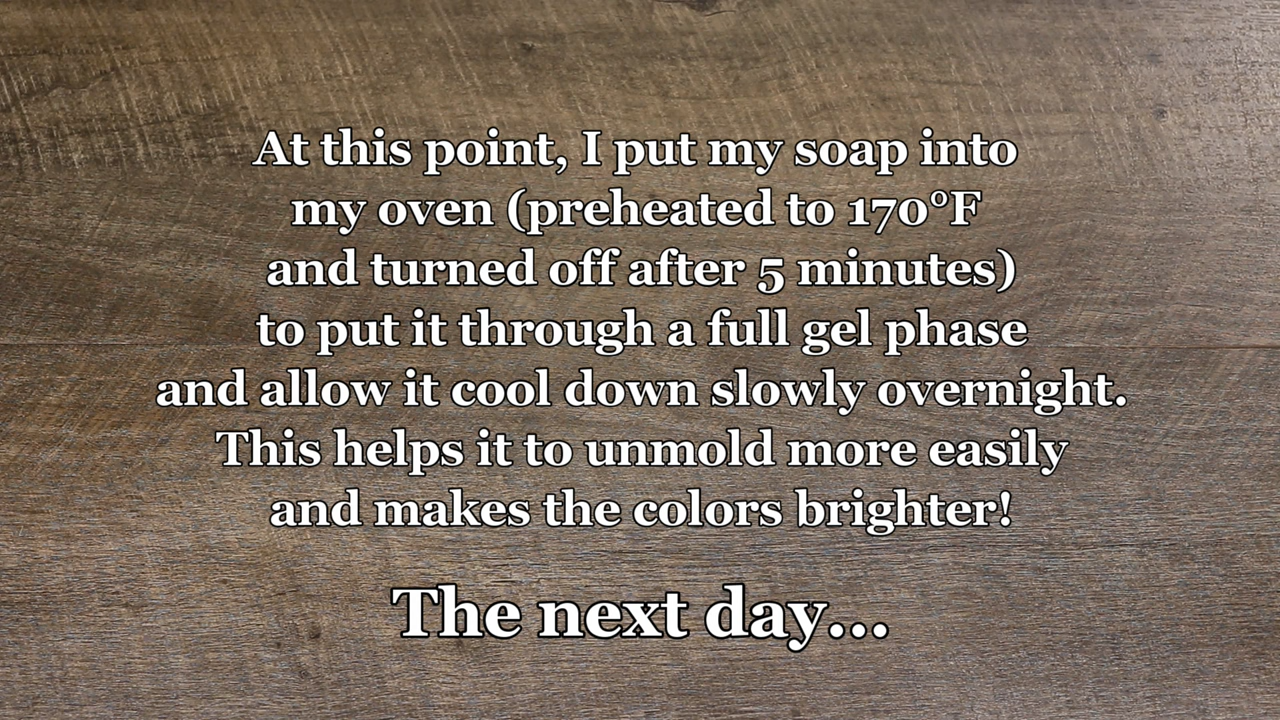 At this point, I put my soap into
my oven (preheated to 170°F
and turned off after 5 minutes)
to put it through a full gel phase
and allow it cool down slowly overnight.
This helps it to unmold more easily
and makes the colors brighter!
The next day...